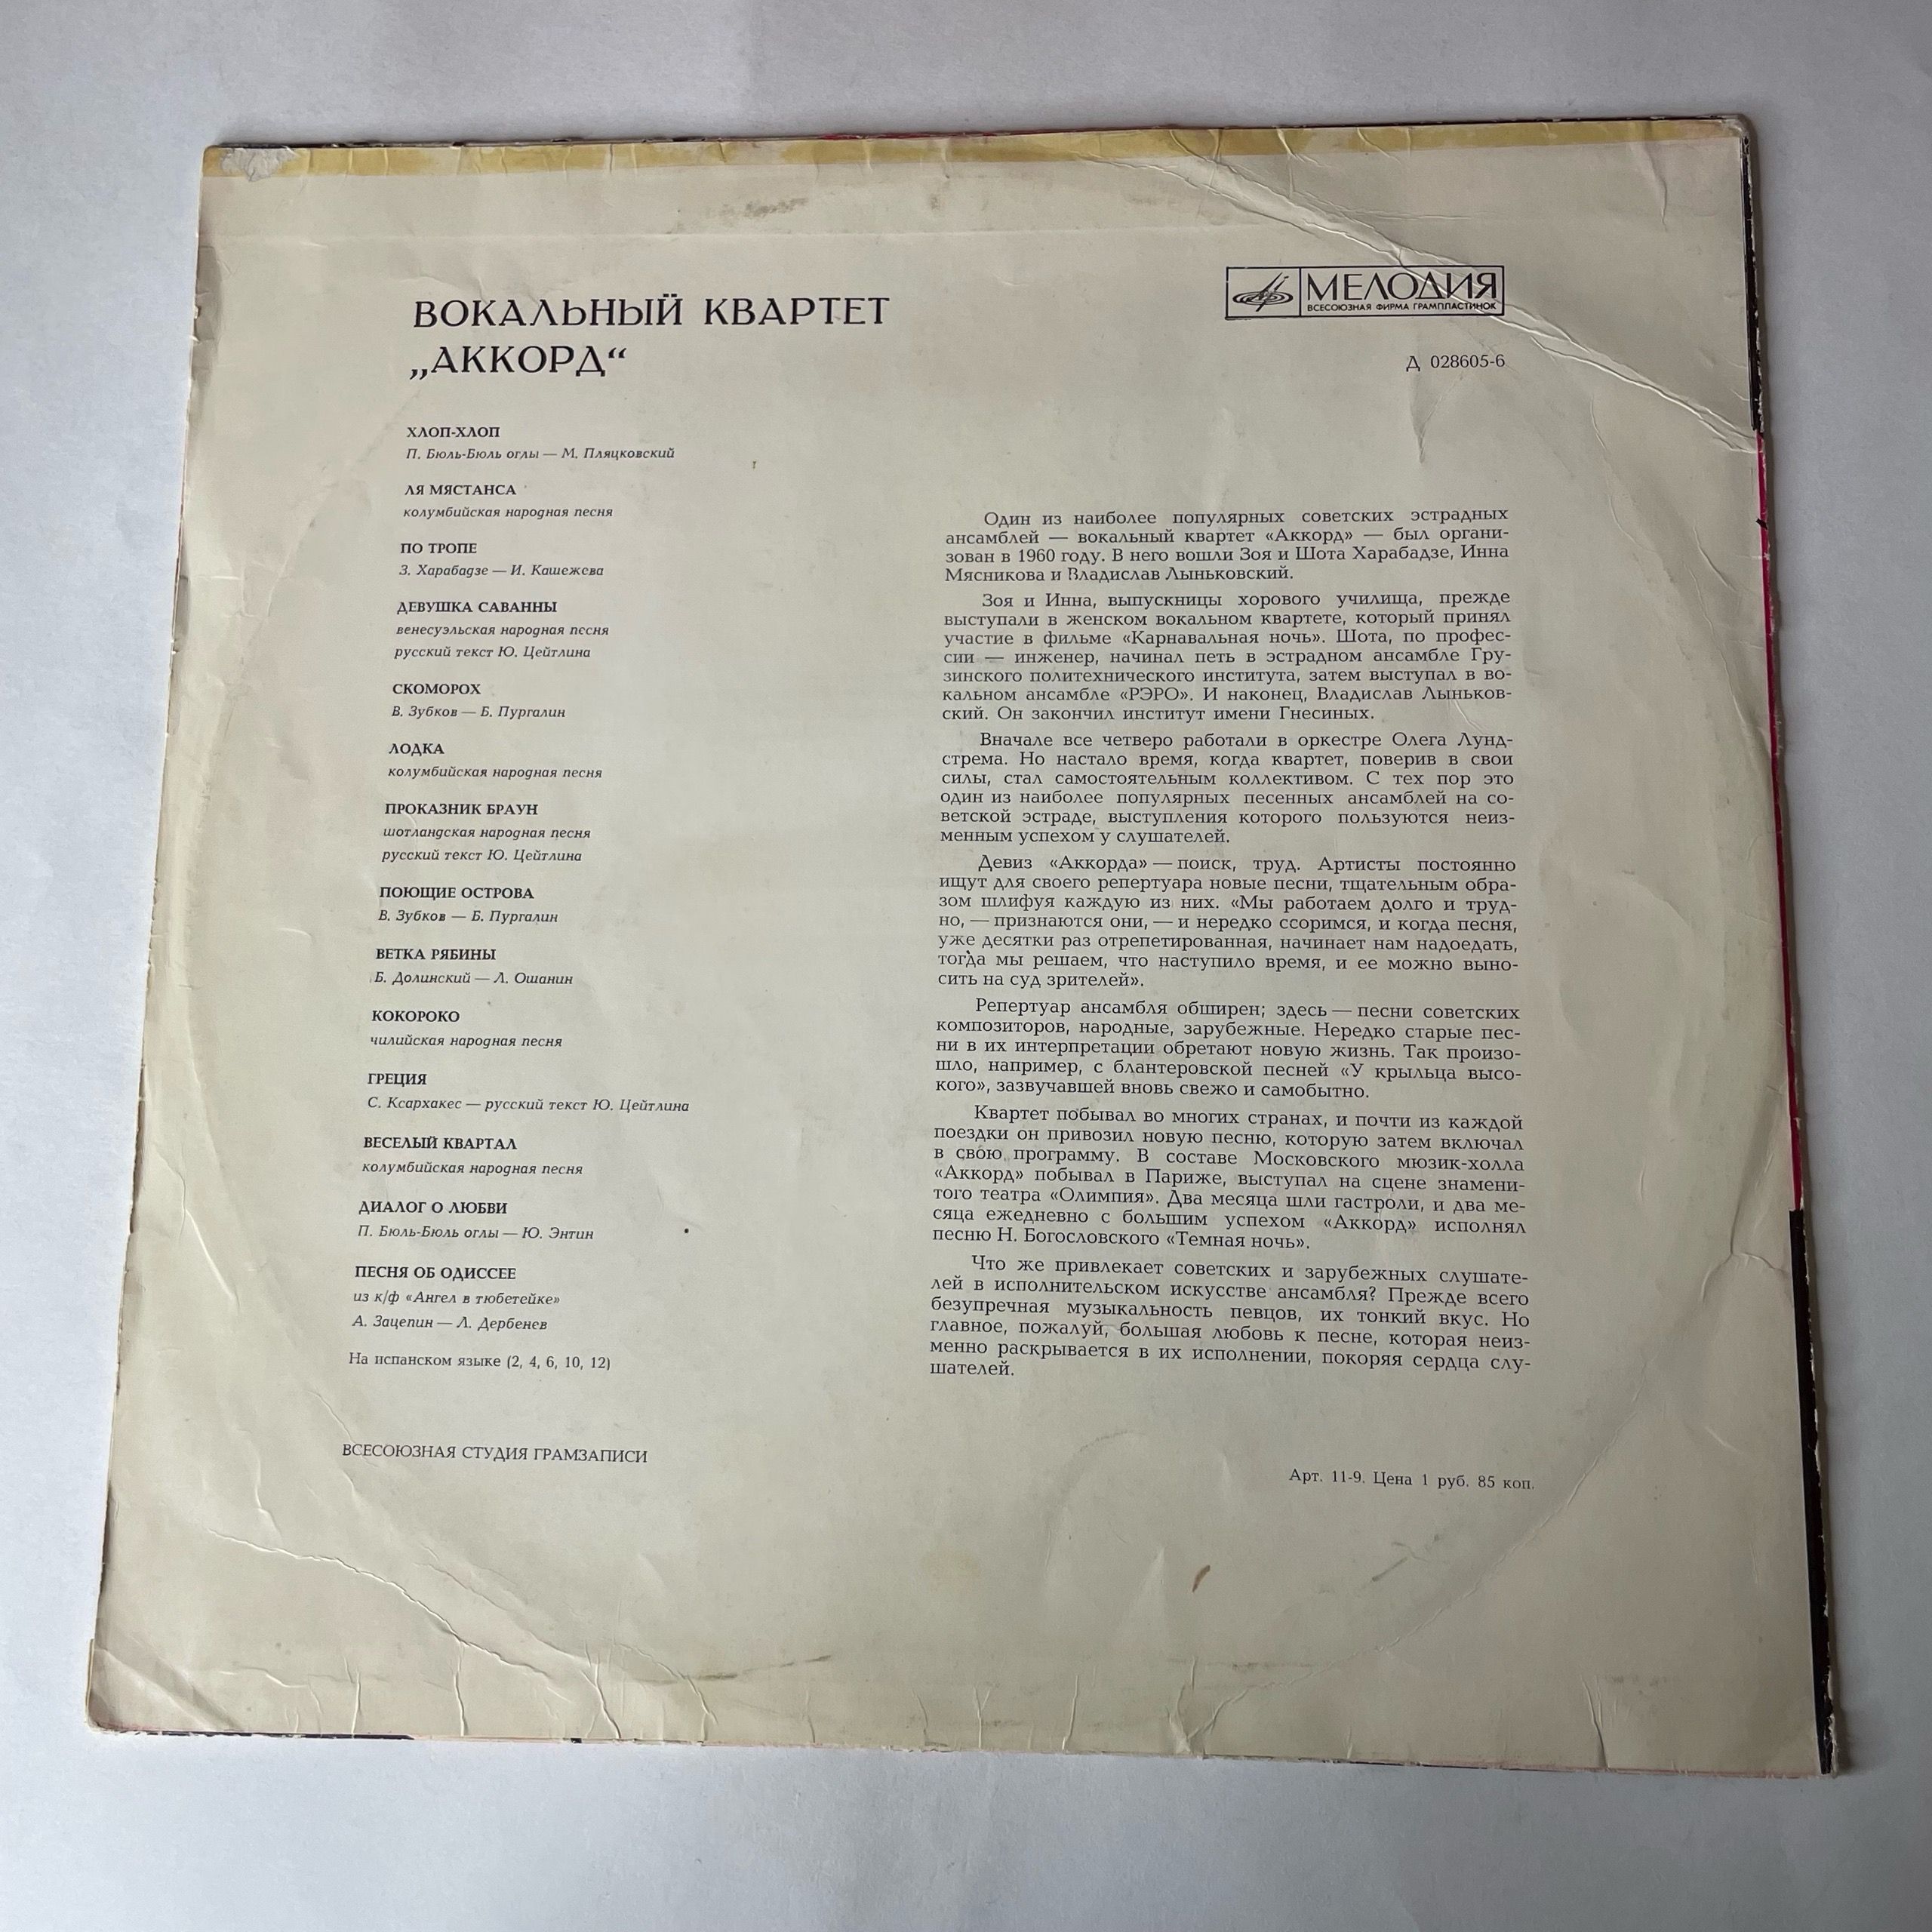 ВОКАЛЬНЫЙ КВАРТЕТ
„АККОРД“
МЕЛОДИЯ
ВСЕСОЮЗНАЯ ФИРМА ГРАМПЛАСТИНОК
Д 028605-6
ХЛОП-ХЛОП
П. Бюль-Бюль оглы — М. Пляцковский
ЛЯ МЯСТАНСА
колумбийская народная песня
ПО ТРОПЕ
З. Харабадзе — И. Кашежева
ДЕВУШКА САВАННЫ
венесуэльская народная песня
русский текст Ю. Цейтлина
СКОМОРОХ
В. Зубков — Б. Пургалин
ЛОДКА
колумбийская народная песня
ПРОКАЗНИК БРАУН
шотландская народная песня
русский текст Ю. Цейтлина
ПОЮЩИЕ ОСТРОВА
В. Зубков — Б. Пургалин
ВЕТКА РЯБИНЫ
Б. Долинский — Л. Ошанин
КОКОРОКО
чилийская народная песня
ГРЕЦИЯ
С. Ксархакес — русский текст Ю. Цейтлина
ВЕСЕЛЫЙ КВАРТАЛ
колумбийская народная песня
ДИАЛОГ О ЛЮБВИ
П. Бюль-Бюль оглы — Ю. Энтин
ПЕСНЯ ОБ ОДИССЕЕ
из к/ф «Ангел в тюбетейке»
А. Зацепин — Л. Дербенев
На испанском языке (2, 4, 6, 10, 12)
ВСЕСОЮЗНАЯ СТУДИЯ ГРАМЗАПИСИ
Один из наиболее популярных советских эстрадных
ансамблей — вокальный квартет «Аккорд» — был органи-
зован в 1960 году. В него вошли Зоя и Шота Харабадзе, Инна
Мясникова и Владислав Лыньковский.
Зоя и Инна, выпускницы хорового училища, прежде
выступали в женском вокальном квартете, который принял
участие в фильме «Карнавальная ночь». Шота, по профес-
сии — инженер, начинал петь в эстрадном ансамбле Гру-
зинского политехнического института, затем выступал в во-
кальном ансамбле «РЭРО». И наконец, Владислав Лыньков-
ский. Он закончил институт имени Гнесиных.
Вначале все четверо работали в оркестре Олега Лунд-
стрема. Но настало время, когда квартет, поверив в свои
силы, стал самостоятельным коллективом. С тех пор это
один из наиболее популярных песенных ансамблей на со-
ветской эстраде, выступления которого пользуются неиз-
менным успехом у слушателей.
Девиз «Аккорда» — поиск, труд. Артисты постоянно
ищут для своего репертуара новые песни, тщательным обра-
зом шлифуя каждую из них. «Мы работаем долго и труд-
но, — признаются они, — и нередко ссоримся, и когда песня,
уже десятки раз отрепетированная, начинает нам надоедать,
тогда мы решаем, что наступило время, и ее можно выно-
сить на суд зрителей».
Репертуар ансамбля обширен; здесь — песни советских
композиторов, народные, зарубежные. Нередко старые пес-
ни в их интерпретации обретают новую жизнь. Так произо-
шло, например, с блантеровской песней «У крыльца высо-
кого», зазвучавшей вновь свежо и самобытно.
Квартет побывал во многих странах, и почти из каждой
поездки он привозил новую песню, которую затем включал
в свою программу. В составе Московского мюзик-холла
«Аккорд» побывал в Париже, выступал на сцене знамени-
того театра «Олимпия». Два месяца шли гастроли, и два ме-
сяца ежедневно с большим успехом «Аккорд» исполнял
песню Н. Богословского «Темная ночь».
Что же привлекает советских и зарубежных слушате-
лей в исполнительском искусстве ансамбля? Прежде всего
безупречная музыкальность певцов, их тонкий вкус. Но
главное, пожалуй, большая любовь к песне, которая неиз-
менно раскрывается в их исполнении, покоряя сердца слу-
шателей.
Арт. 11-9. Цена 1 руб. 85 коп.